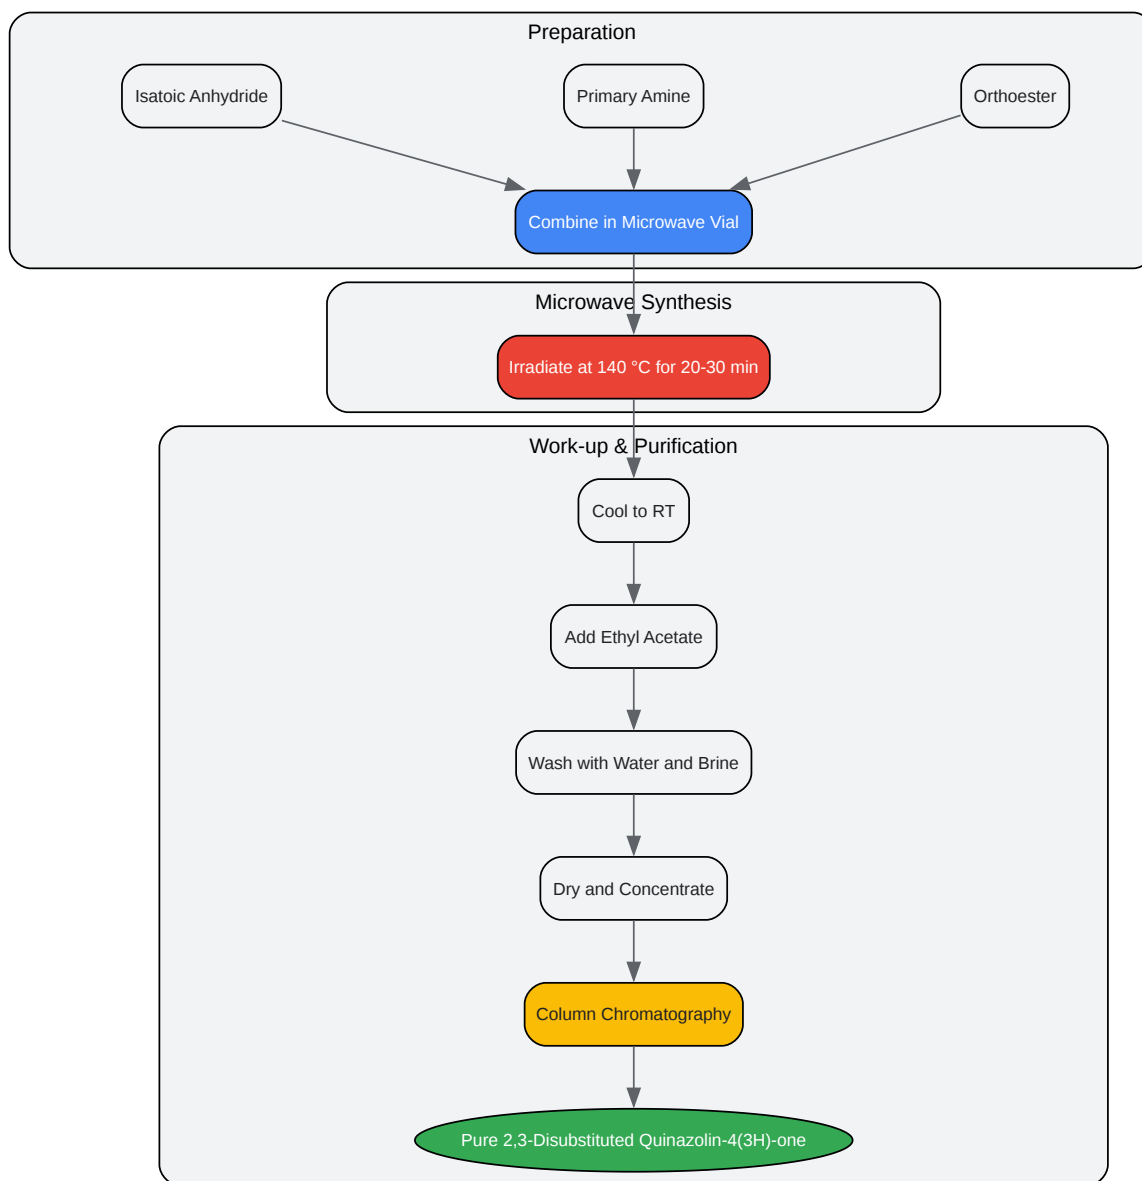 Preparation
Isatoic Anhydride
Primary Amine
Orthoester
Combine in Microwave Vial
Microwave Synthesis
Irradiate at 140 °C for 20-30 min
Work-up & Purification
Cool to RT
Add Ethyl Acetate
Wash with Water and Brine
Dry and Concentrate
Column Chromatography
Pure 2,3-Disubstituted Quinazolin-4(3H)-one